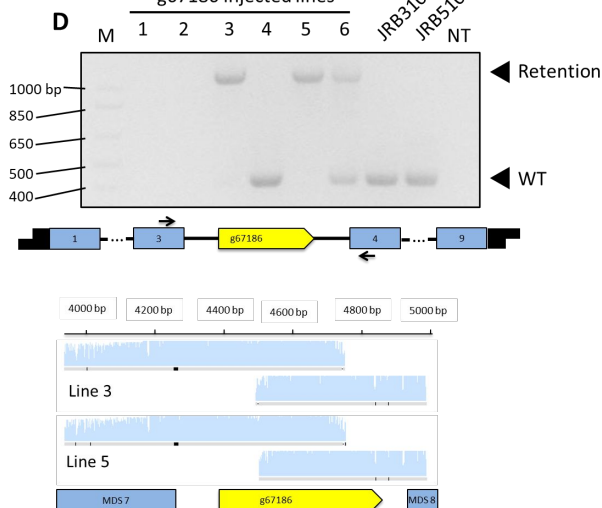 D
g67186 injected lines
M 1 2 3 4 5 6 JRB310 JRB510 NT
1000 bp
850
650
500
400
Retention
WT
1 ... 3 g67186 4 ... 9
4000 bp 4200 bp 4400 bp 4600 bp 4800 bp 5000 bp
Line 3
Line 5
MDS 7 g67186 MDS 8